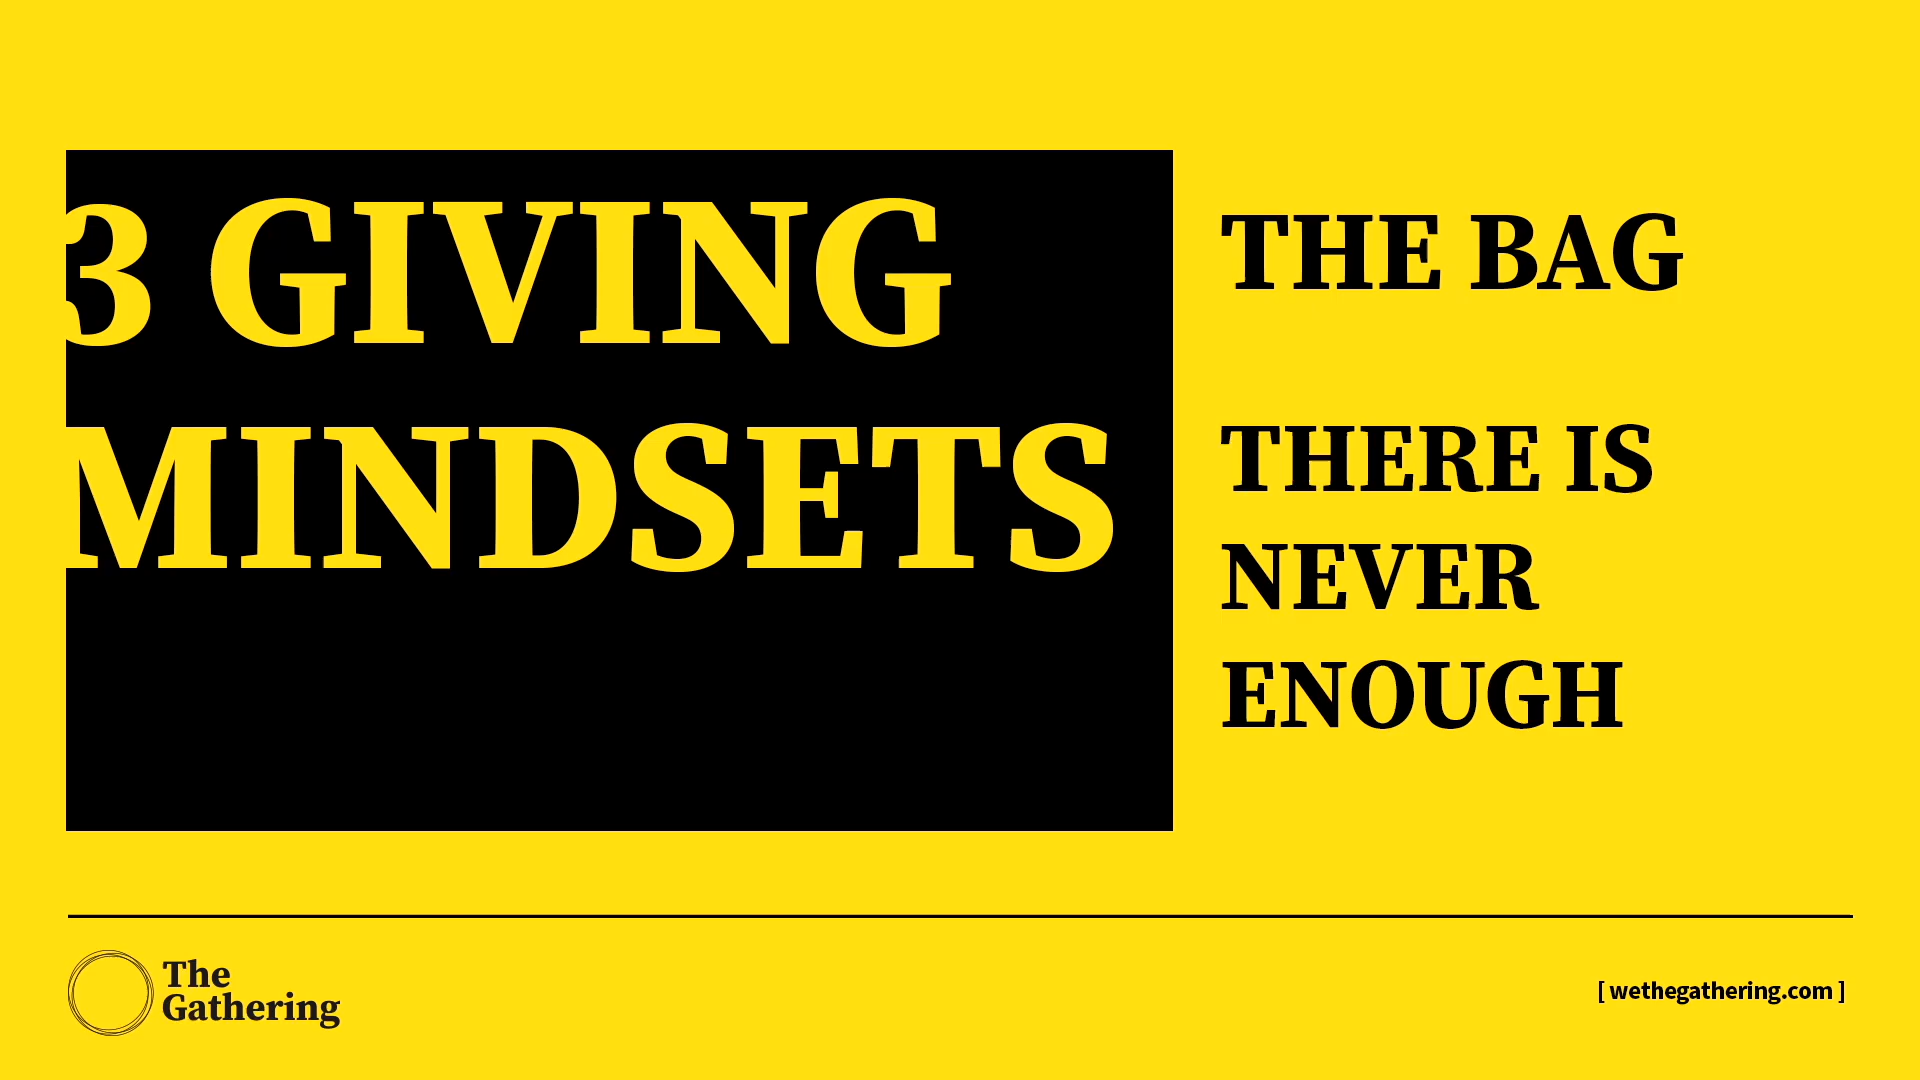 3 GIVING
MINDSETS
THE BAG
THERE IS
NEVER
ENOUGH
The
Gathering
[ wethegathering.com ]